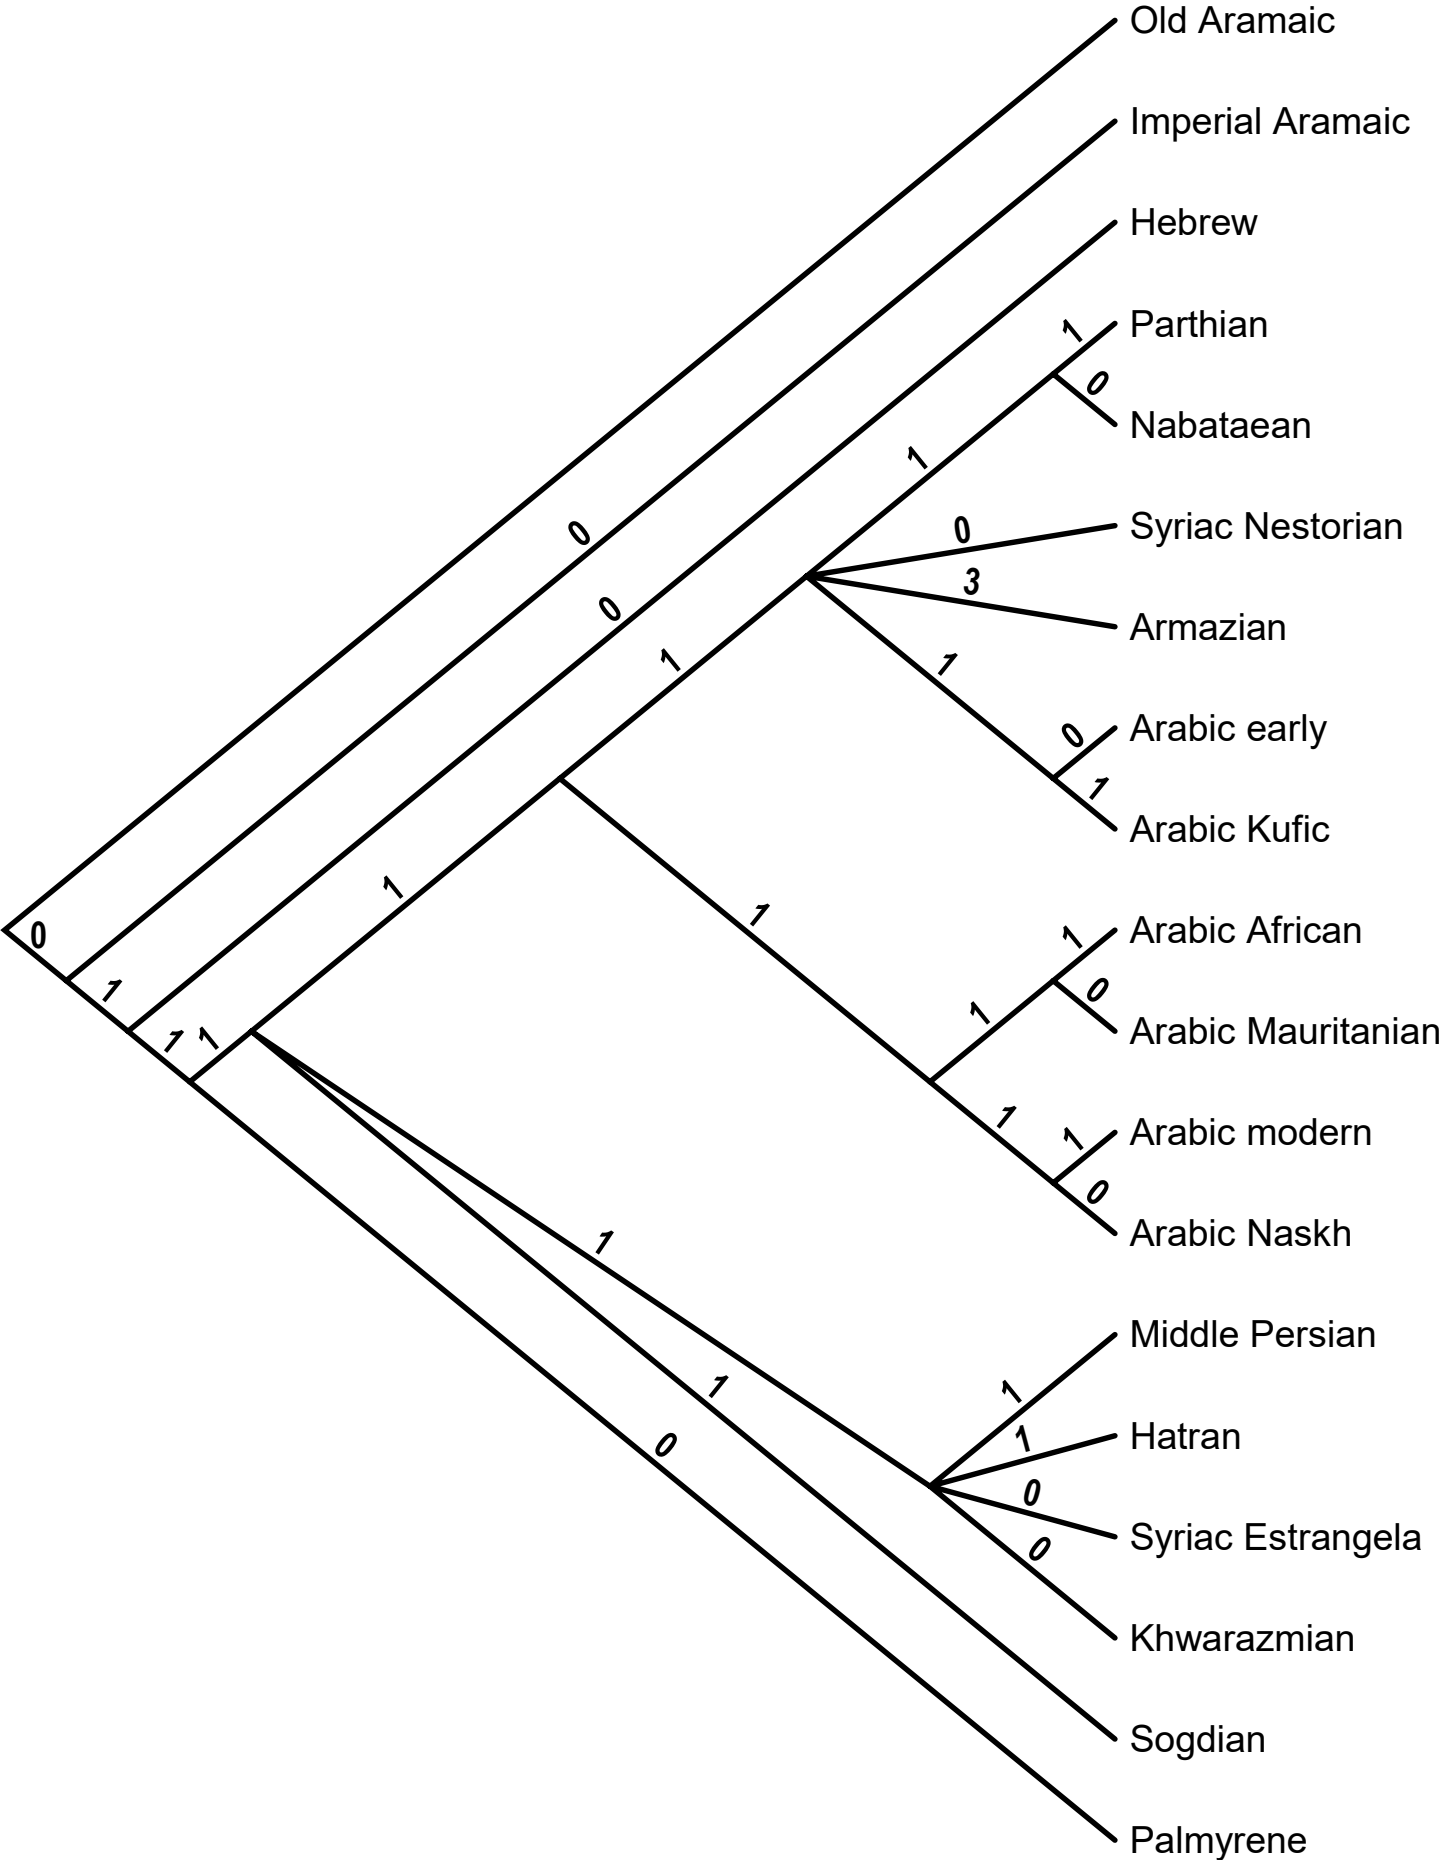 Old Aramaic
Imperial Aramaic
Hebrew
1 Parthian
0
Nabataean
1
0 Syriac Nestorian
0
3
0
Armazian
1
1
0 Arabic early
1
Arabic Kufic
1
1
1 Arabic African
0
0
1
1 Arabic Mauritanian
1
1
1
1 Arabic modern
0
Arabic Naskh
1
Middle Persian
1
1
1 Hatran
0
0
Syriac Estrangela
0
Khwarazmian
Sogdian
Palmyrene